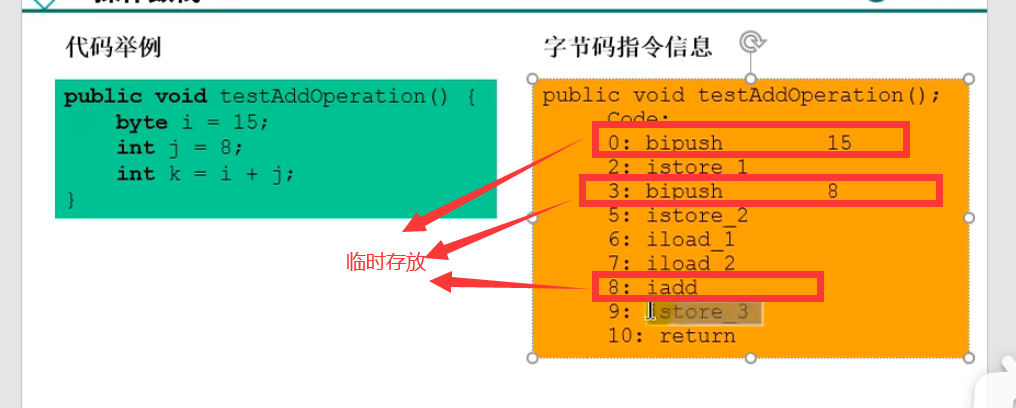 代码举例
public void testAddOperation() {
byte i = 15;
int j = 8;
int k = i + j;
}
临时存放
字节码指令信息
public void testAddOperation();
Code:
0: bipush 15
2: istore_1
3: bipush 8
5: istore_2
6: iload_1
7: iload_2
8: iadd
9: istore_3
10: return